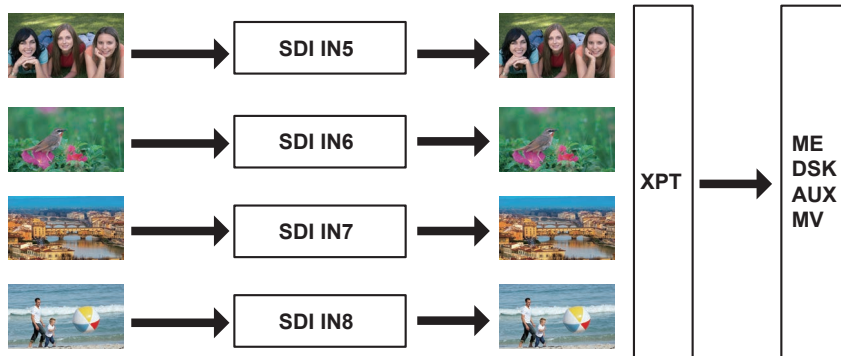 SDI IN5
SDI IN6
SDI IN7
SDI IN8
XPT
ME
DSK
AUX
MV